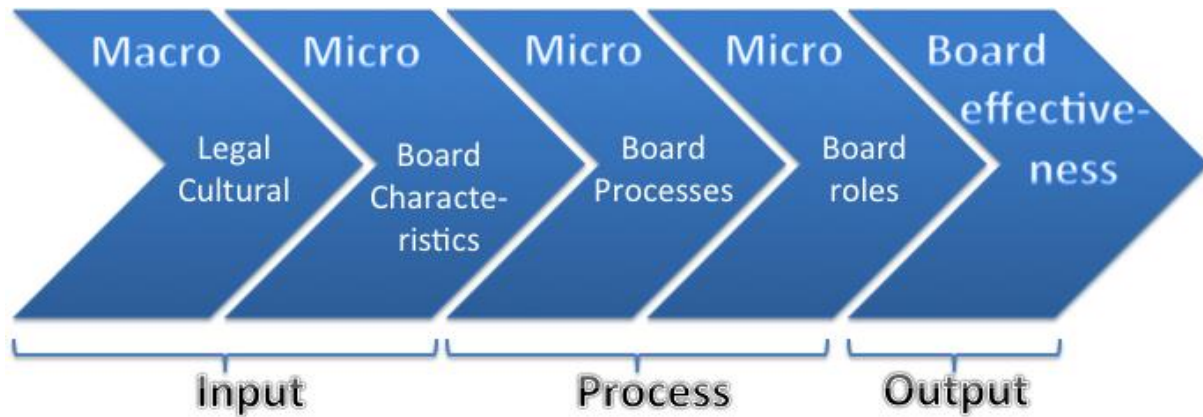 Macro
Legal
Cultural
Micro
Board
Characte-
ristics
Micro
Board
Processes
Micro
Board
roles
Board
effective-
ness
Input
Process
Output